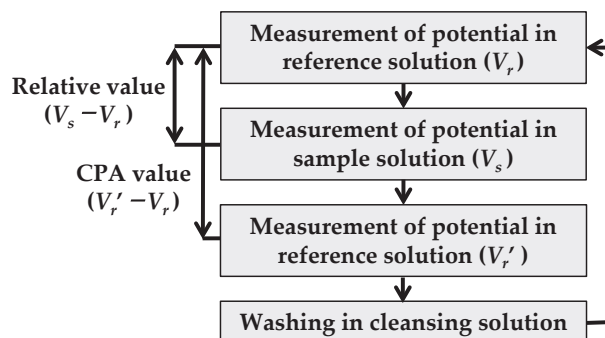 Measurement of potential in
reference solution (Vr)
Relative value
(Vs −Vr)
Measurement of potential in
sample solution (Vs)
CPA value
(Vr′ −Vr)
Measurement of potential in
reference solution (Vr′ )
Washing in cleansing solution